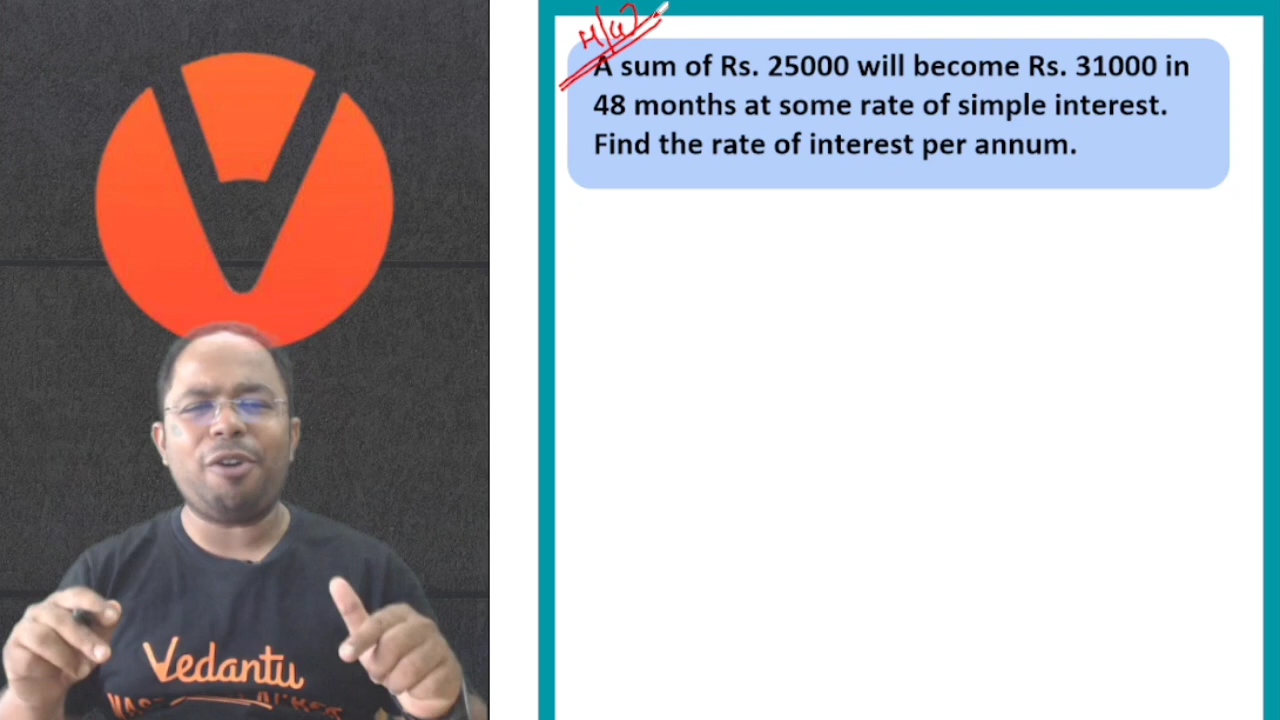 H/W
A sum of Rs. 25000 will become Rs. 31000 in
48 months at some rate of simple interest.
Find the rate of interest per annum.
Vedantu